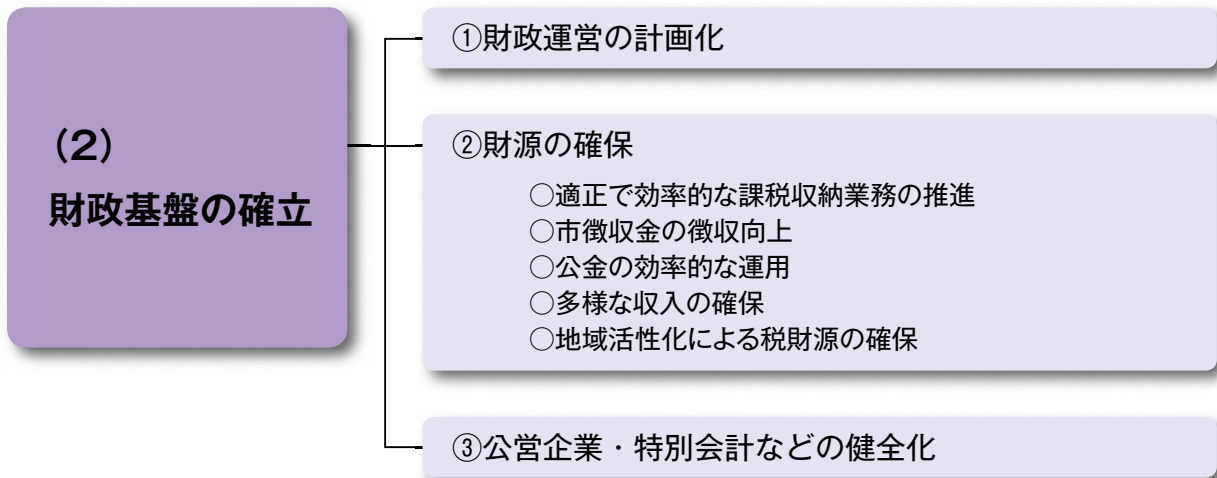 (2)
財政基盤の確立
①財政運営の計画化
②財源の確保
○適正で効率的な課税収納業務の推進
○市徴収金の徴収向上
○公金の効率的な運用
○多様な収入の確保
○地域活性化による税財源の確保
③公営企業・特別会計などの健全化